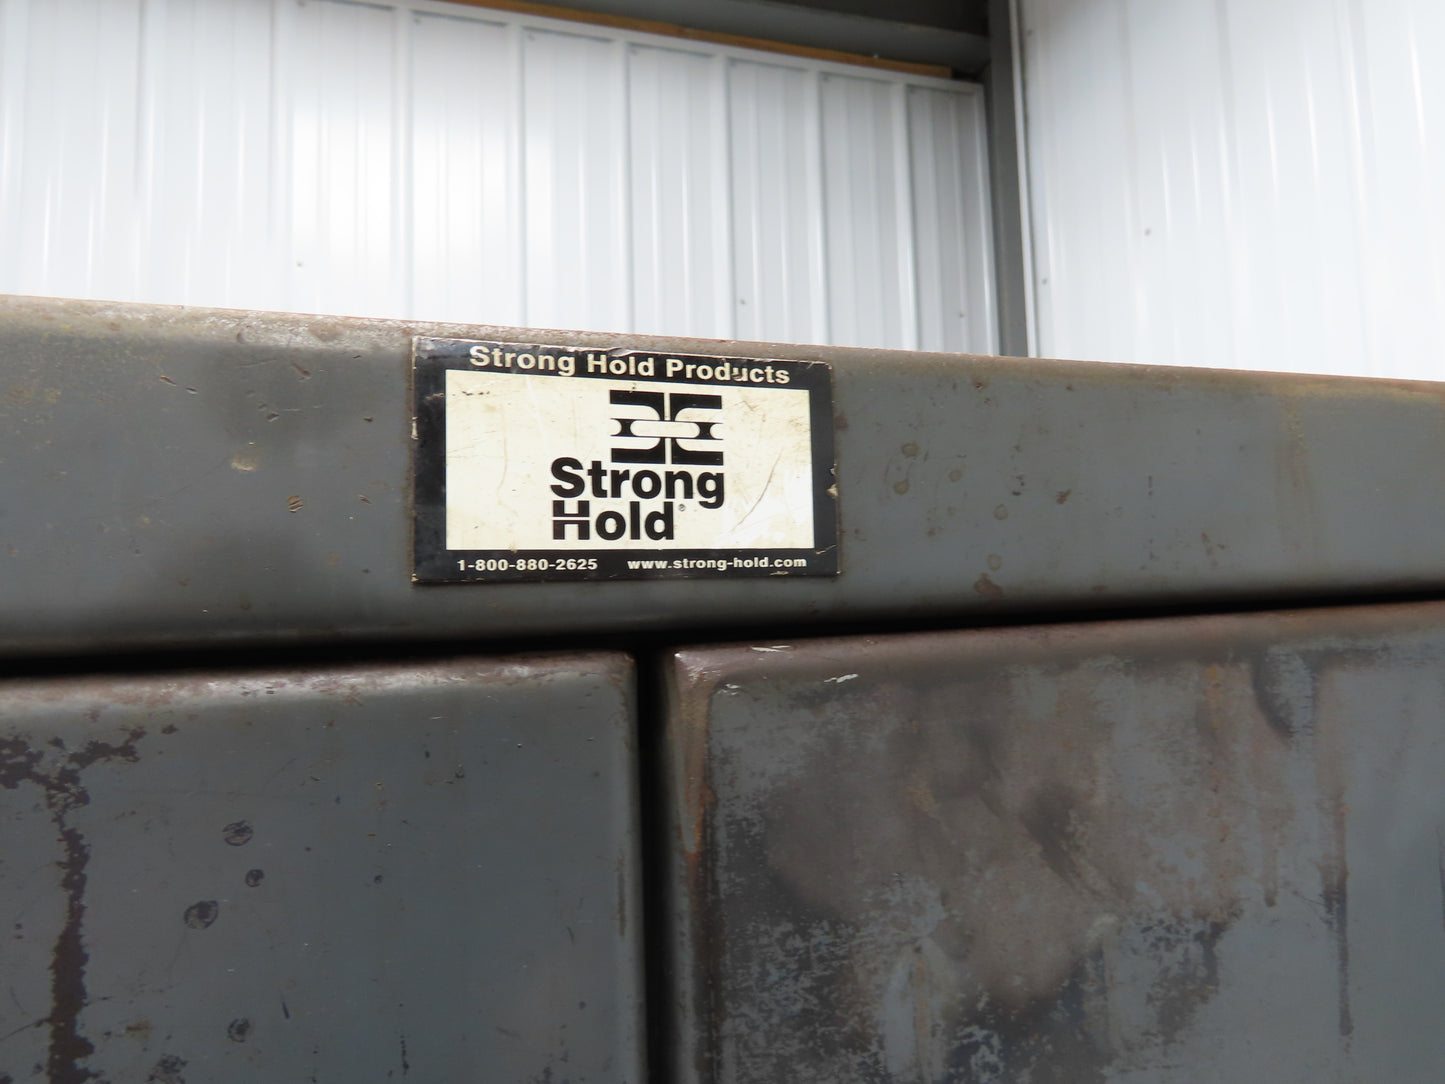 Strong Hold Products
Strong
Hold®
1-800-880-2625 www.strong-hold.com